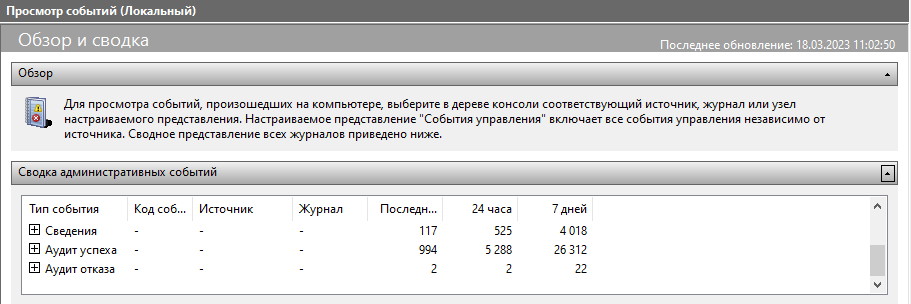 Просмотр событий (Локальный)
Обзор и сводка
Последнее обновление: 18.03.2023 11:02:50
Обзор
Для просмотра событий, произошедших на компьютере, выберите в дереве консоли соответствующий источник, журнал или узел
настраиваемого представления. Настраиваемое представление "События управления" включает все события управления независимо от
источника. Сводное представление всех журналов приведено ниже.
Сводка административных событий
Тип события Код соб... Источник Журнал Последн... 24 часа 7 дней
Сведения - - - 117 525 4 018
Аудит успеха - - - 994 5 288 26 312
Аудит отказа - - - 2 2 22